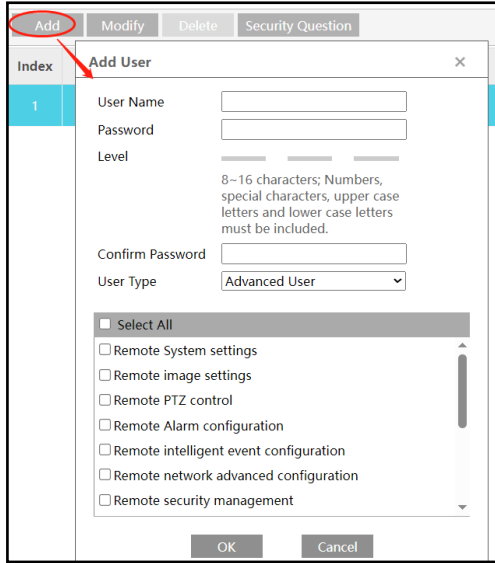 Add Modify Delete Security Question
Index
Add User ×
1
User Name
Password
Level
8~16 characters; Numbers,
special characters, upper case
letters and lower case letters
must be included.
Confirm Password
User Type Advanced User
Select All
Remote System settings
Remote image settings
Remote PTZ control
Remote Alarm configuration
Remote intelligent event configuration
Remote network advanced configuration
Remote security management
OK Cancel